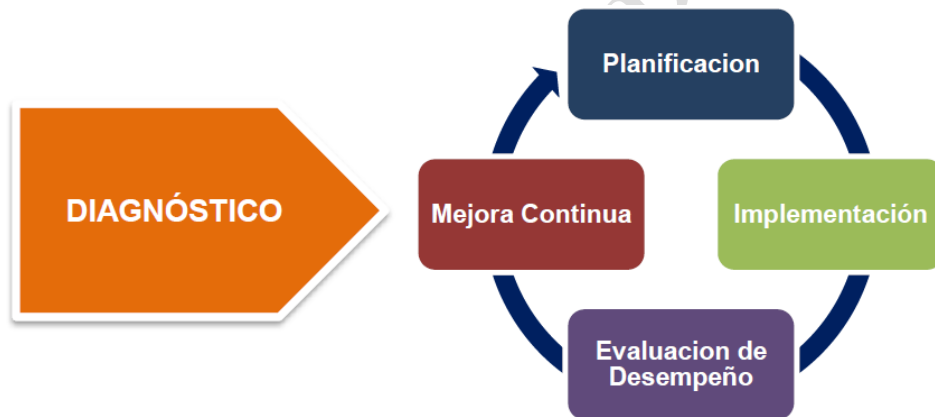 Planificacion
DIAGNÓSTICO
Mejora Continua
Implementación
Evaluacion de
Desempeño